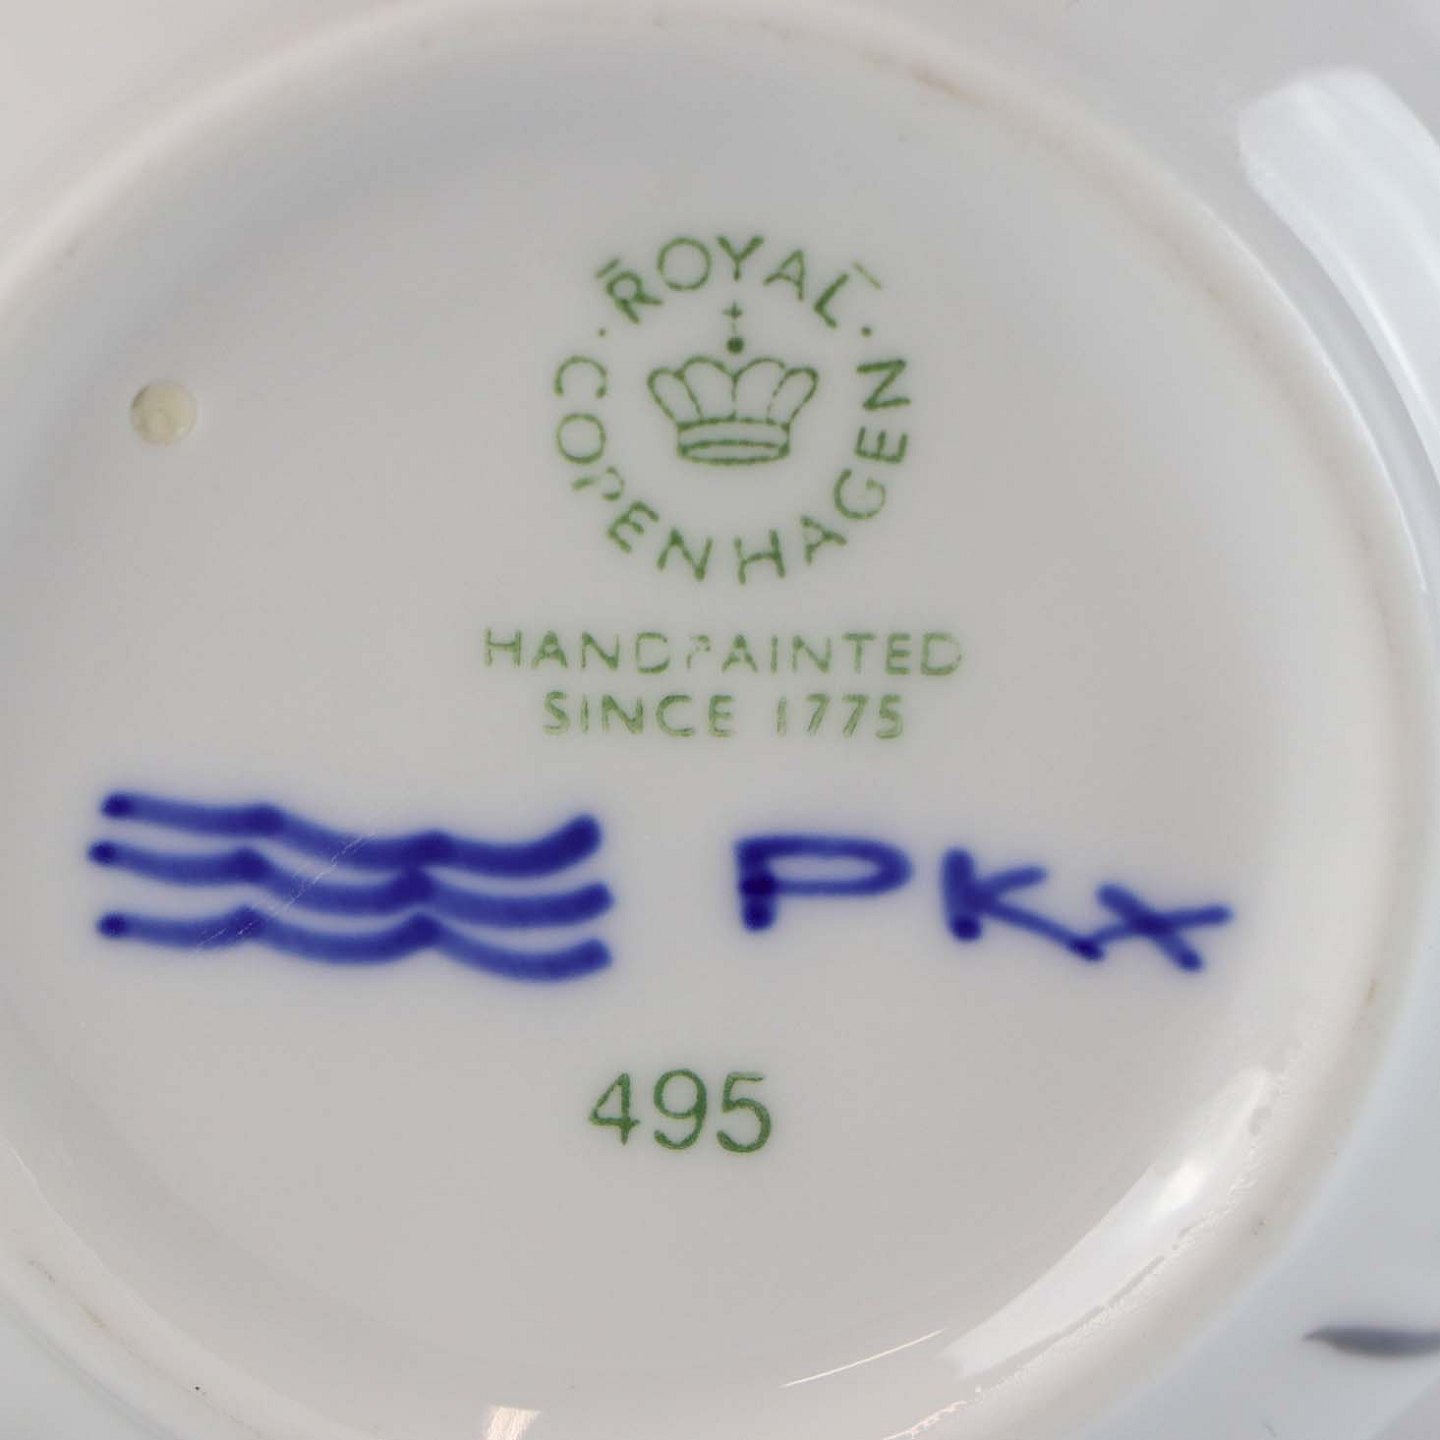 ROYAL
COPENHAGEN
HANDPAINTED
SINCE 1775
PKX
495